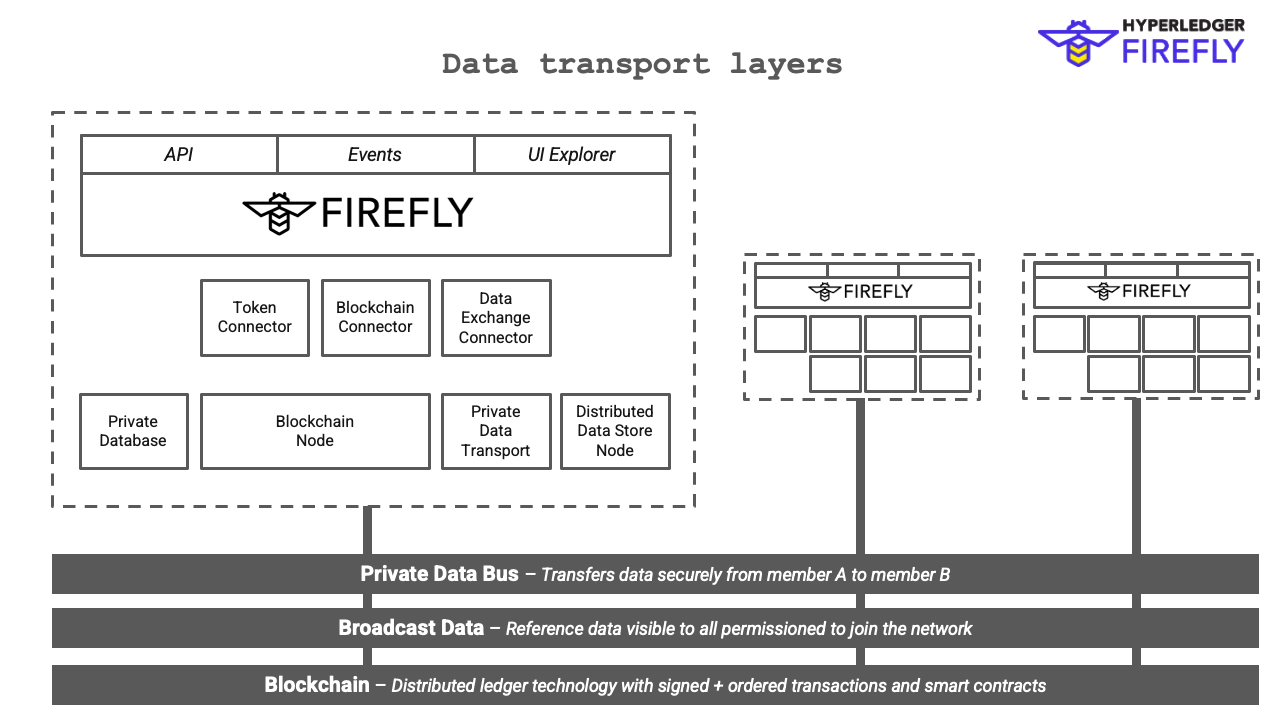 HYPERLEDGER
FIREFLY
Data transport layers
API
Events
UI Explorer
FIREFLY
Token
Connector
Blockchain
Connector
Data
Exchange
Connector
Private
Database
Blockchain
Node
Private
Data
Transport
Distributed
Data Store
Node
FIREFLY
FIREFLY
Private Data Bus – Transfers data securely from member A to member B
Broadcast Data – Reference data visible to all permissioned to join the network
Blockchain – Distributed ledger technology with signed + ordered transactions and smart contracts